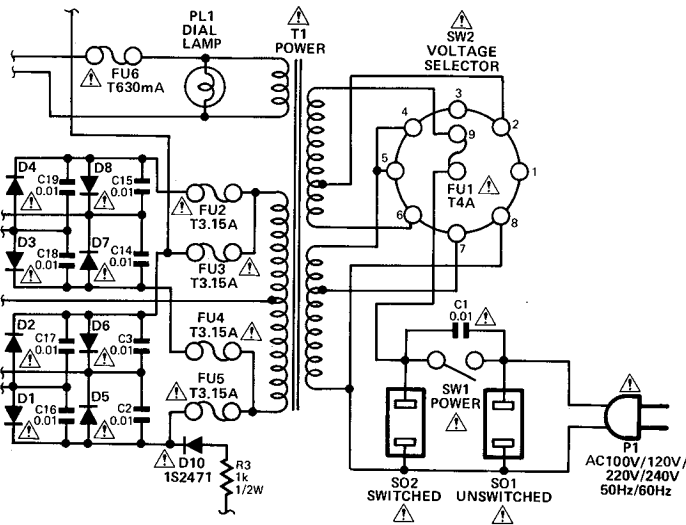 PL1
DIAL
LAMP
T1
POWER
SW2
VOLTAGE
SELECTOR
FU6
T630mA
3
4
2
9
5
1
FU1
T4A
6
8
7
D4
C19
0.01
D8
C15
0.01
FU2
T3.15A
D3
C18
0.01
D7
C14
0.01
FU3
T3.15A
D2
C17
0.01
D6
C3
0.01
FU4
T3.15A
D1
C16
0.01
D5
C2
0.01
FU5
T3.15A
D10
1S2471
R3
1k
1/2W
C1
0.01
SW1
POWER
SO2
SWITCHED
SO1
UNSWITCHED
P1
AC100V/120V/
220V/240V
50Hz/60Hz